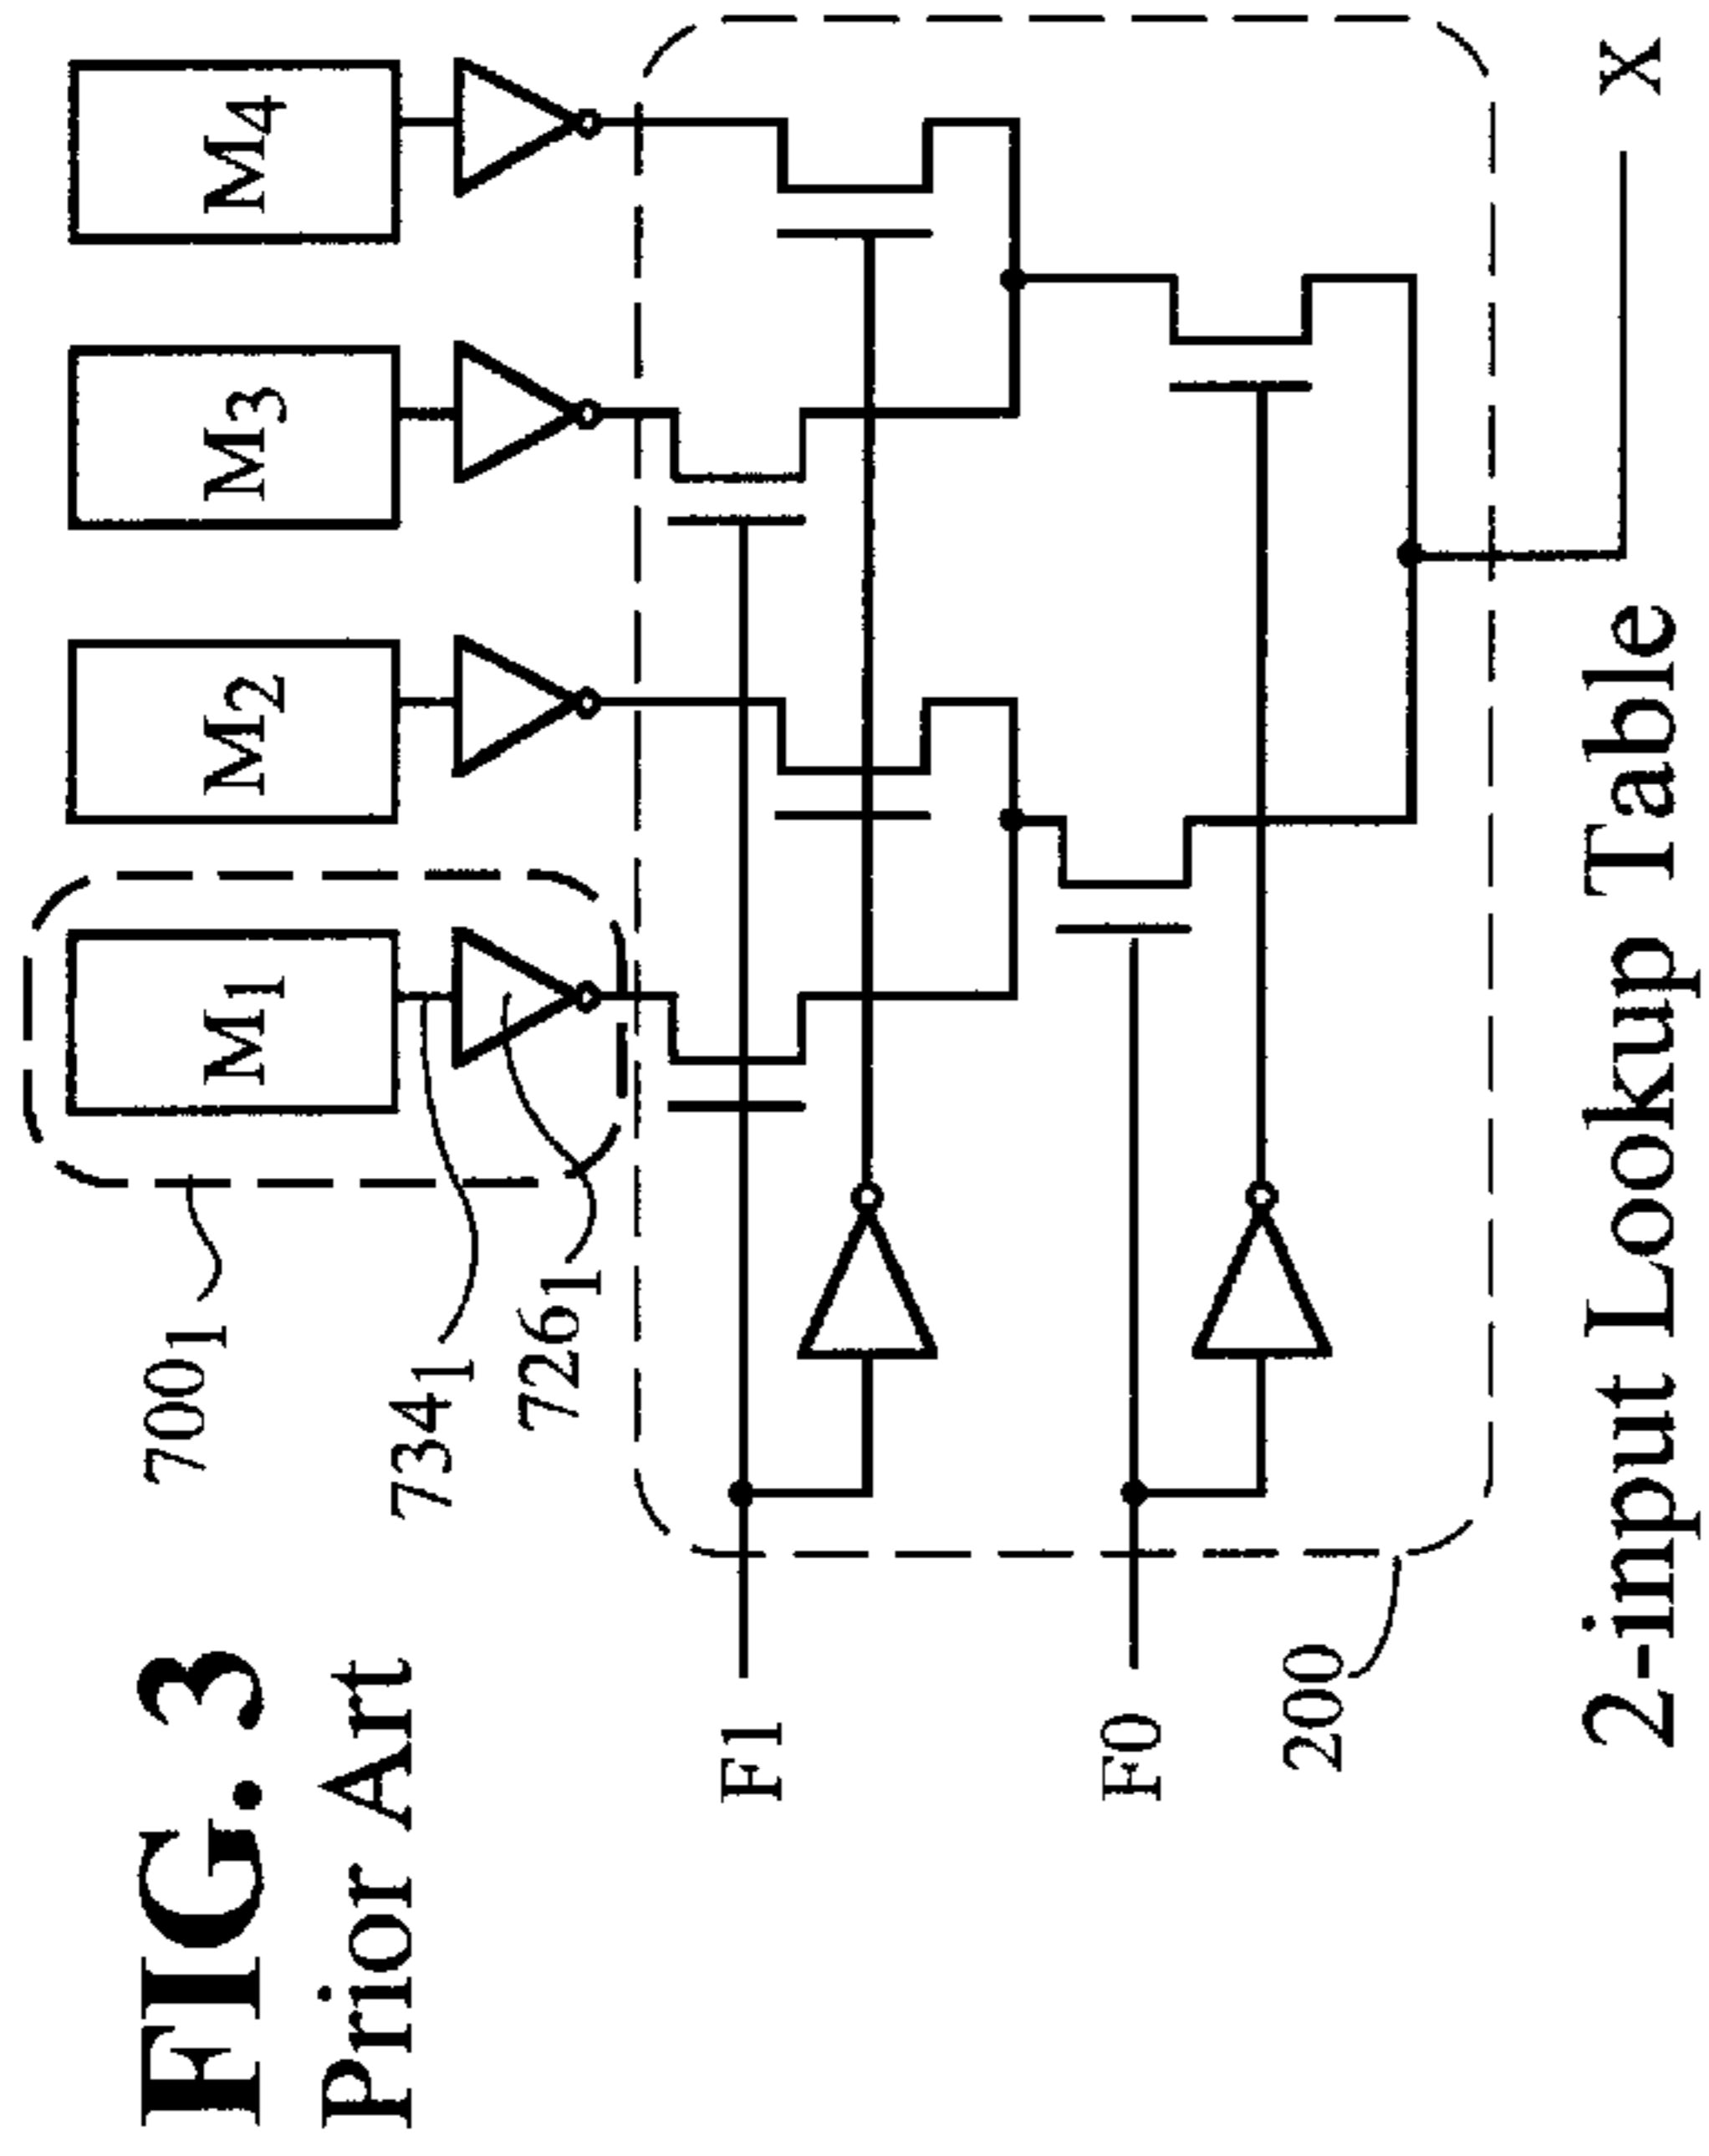 FIG. 3
Prior Art
700₁
734₁
726₁
M₁
M₂
M₃
M₄
F1
F0
200
X
2-input Lookup Table